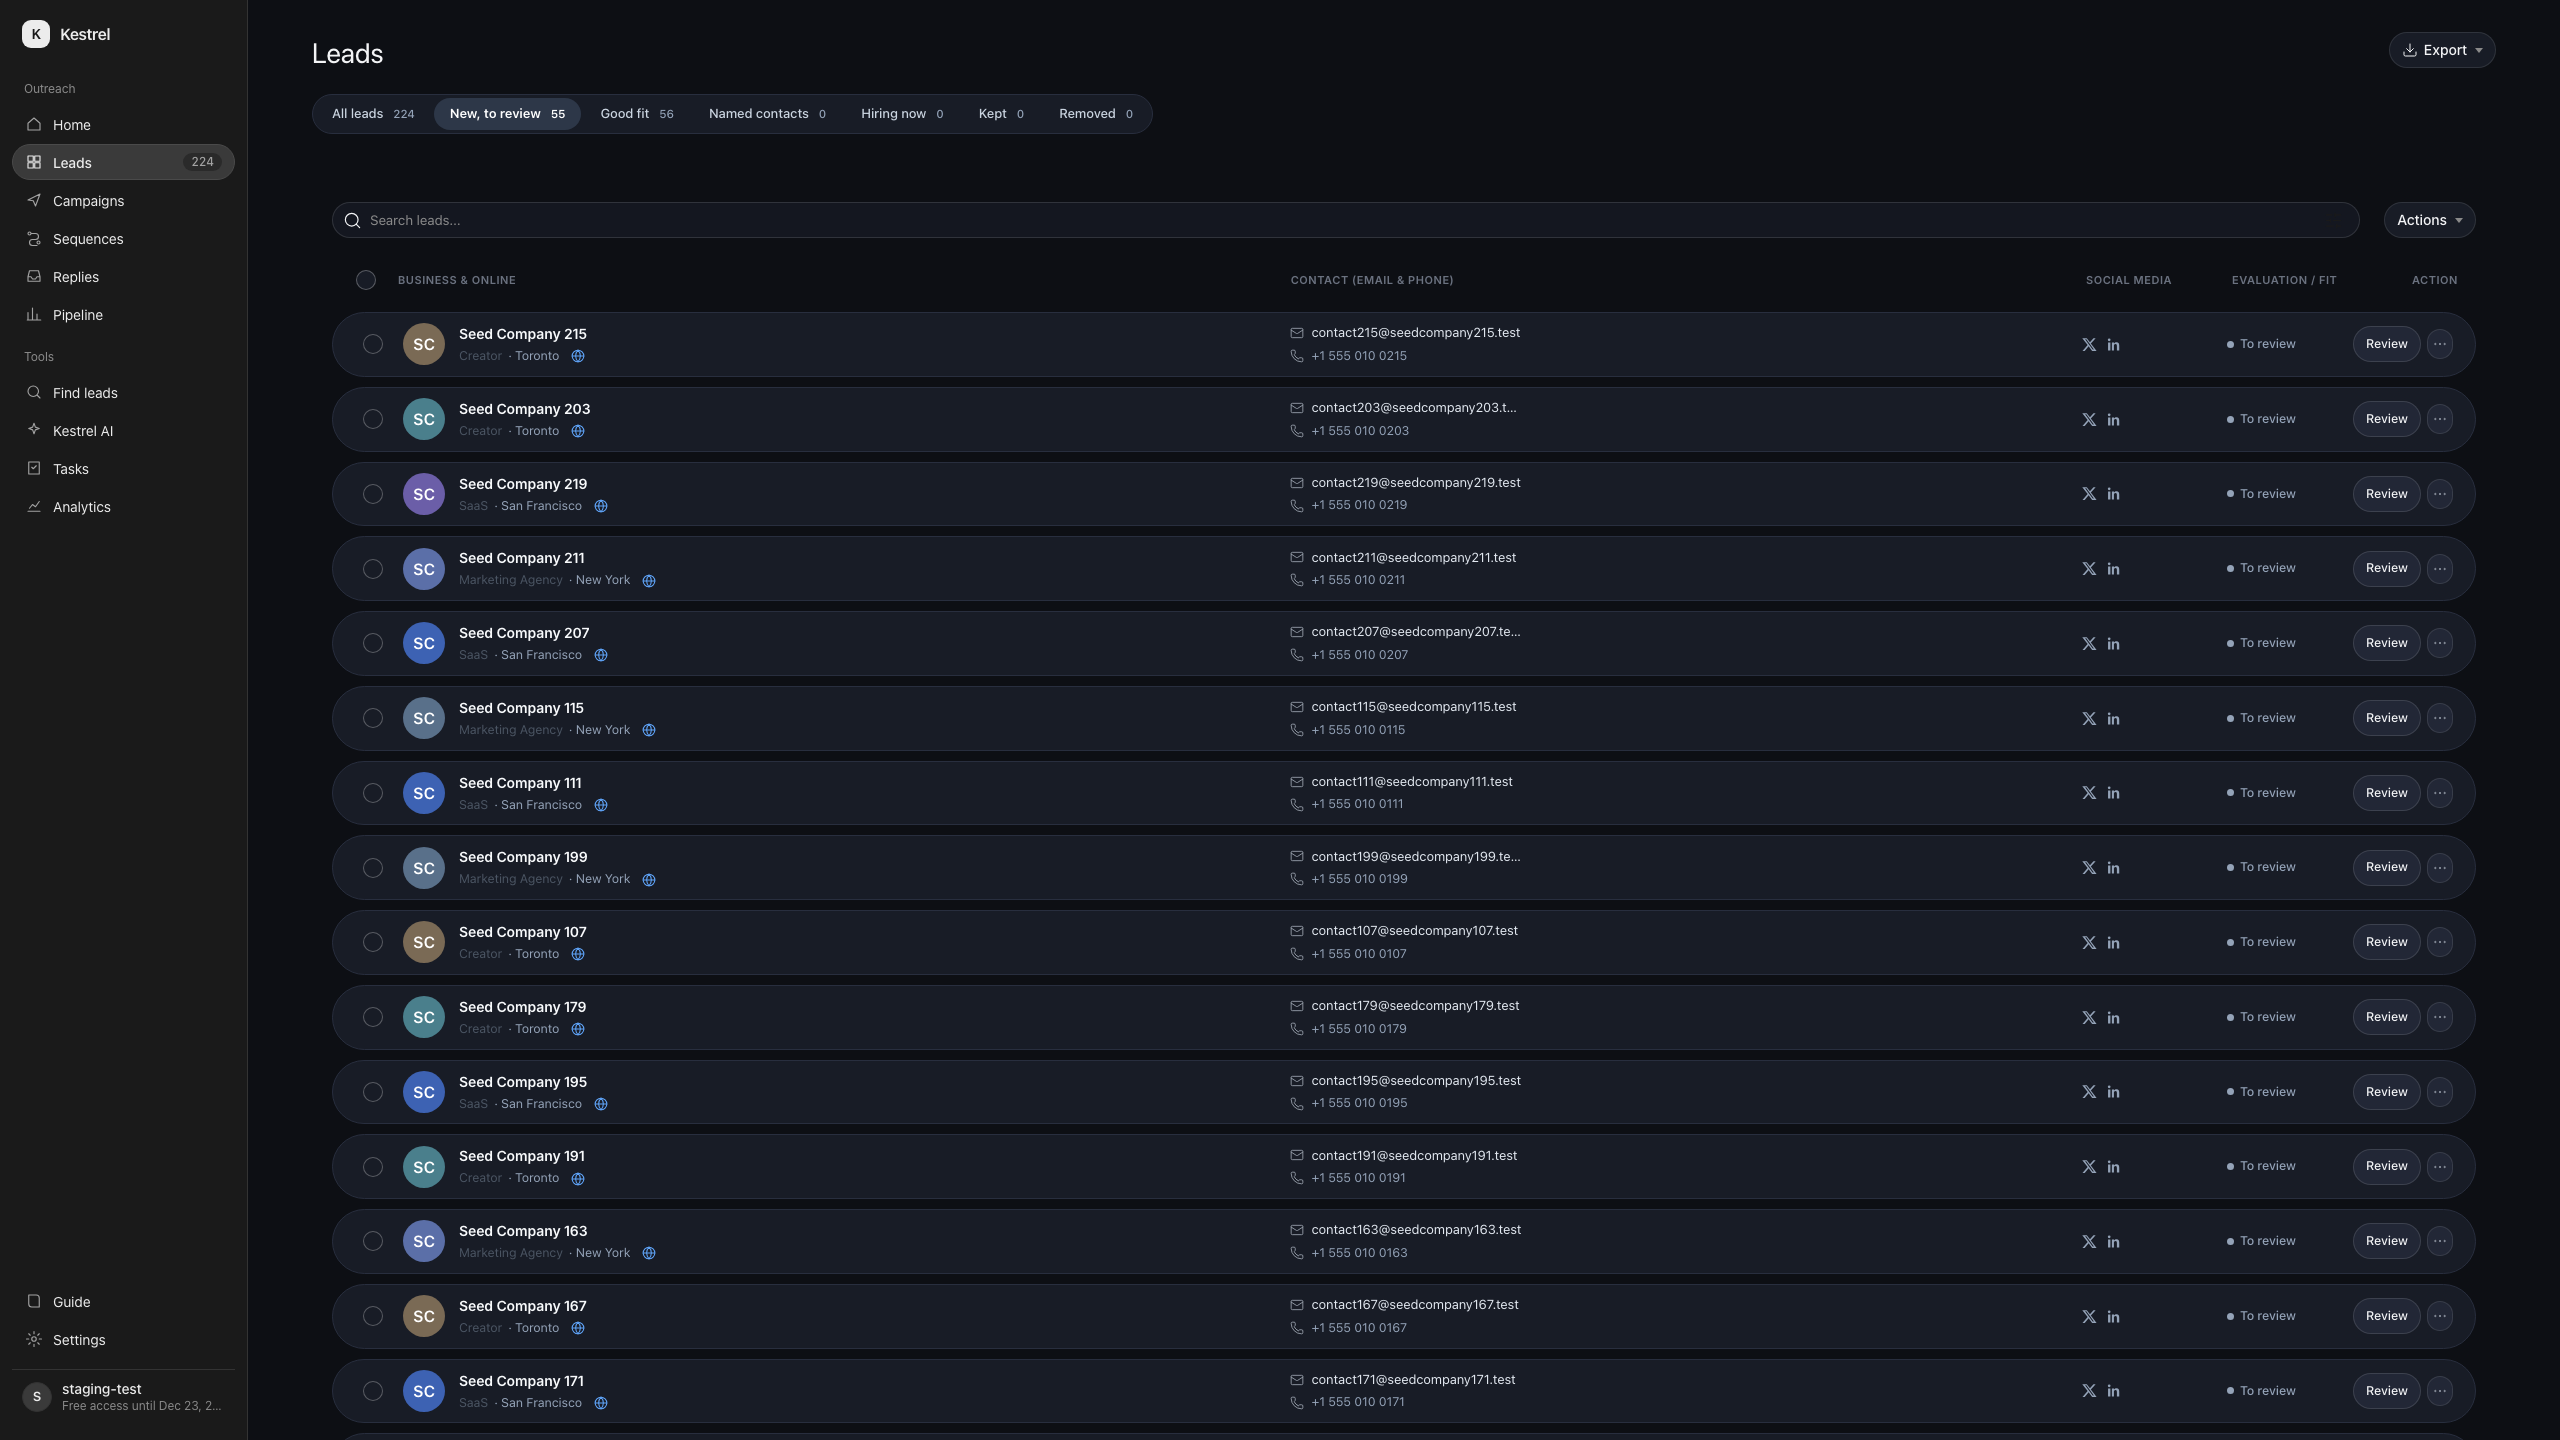 K Kestrel
Outreach
Home
Leads 224
Campaigns
Sequences
Replies
Pipeline
Tools
Find leads
Kestrel AI
Tasks
Analytics
Guide
Settings
S staging-test
Free access until Dec 23, 2...
Leads
Export
All leads 224 New, to review 55 Good fit 56 Named contacts 0 Hiring now 0 Kept 0 Removed 0
Search leads...
Actions
BUSINESS & ONLINE CONTACT (EMAIL & PHONE) SOCIAL MEDIA EVALUATION / FIT ACTION
SC Seed Company 215 contact215@seedcompany215.test To review Review
Creator · Toronto +1 555 010 0215
SC Seed Company 203 contact203@seedcompany203.t... To review Review
Creator · Toronto +1 555 010 0203
SC Seed Company 219 contact219@seedcompany219.test To review Review
SaaS · San Francisco +1 555 010 0219
SC Seed Company 211 contact211@seedcompany211.test To review Review
Marketing Agency · New York +1 555 010 0211
SC Seed Company 207 contact207@seedcompany207.te... To review Review
SaaS · San Francisco +1 555 010 0207
SC Seed Company 115 contact115@seedcompany115.test To review Review
Marketing Agency · New York +1 555 010 0115
SC Seed Company 111 contact111@seedcompany111.test To review Review
SaaS · San Francisco +1 555 010 0111
SC Seed Company 199 contact199@seedcompany199.te... To review Review
Marketing Agency · New York +1 555 010 0199
SC Seed Company 107 contact107@seedcompany107.test To review Review
Creator · Toronto +1 555 010 0107
SC Seed Company 179 contact179@seedcompany179.test To review Review
Creator · Toronto +1 555 010 0179
SC Seed Company 195 contact195@seedcompany195.test To review Review
SaaS · San Francisco +1 555 010 0195
SC Seed Company 191 contact191@seedcompany191.test To review Review
Creator · Toronto +1 555 010 0191
SC Seed Company 163 contact163@seedcompany163.test To review Review
Marketing Agency · New York +1 555 010 0163
SC Seed Company 167 contact167@seedcompany167.test To review Review
Creator · Toronto +1 555 010 0167
SC Seed Company 171 contact171@seedcompany171.test To review Review
SaaS · San Francisco +1 555 010 0171